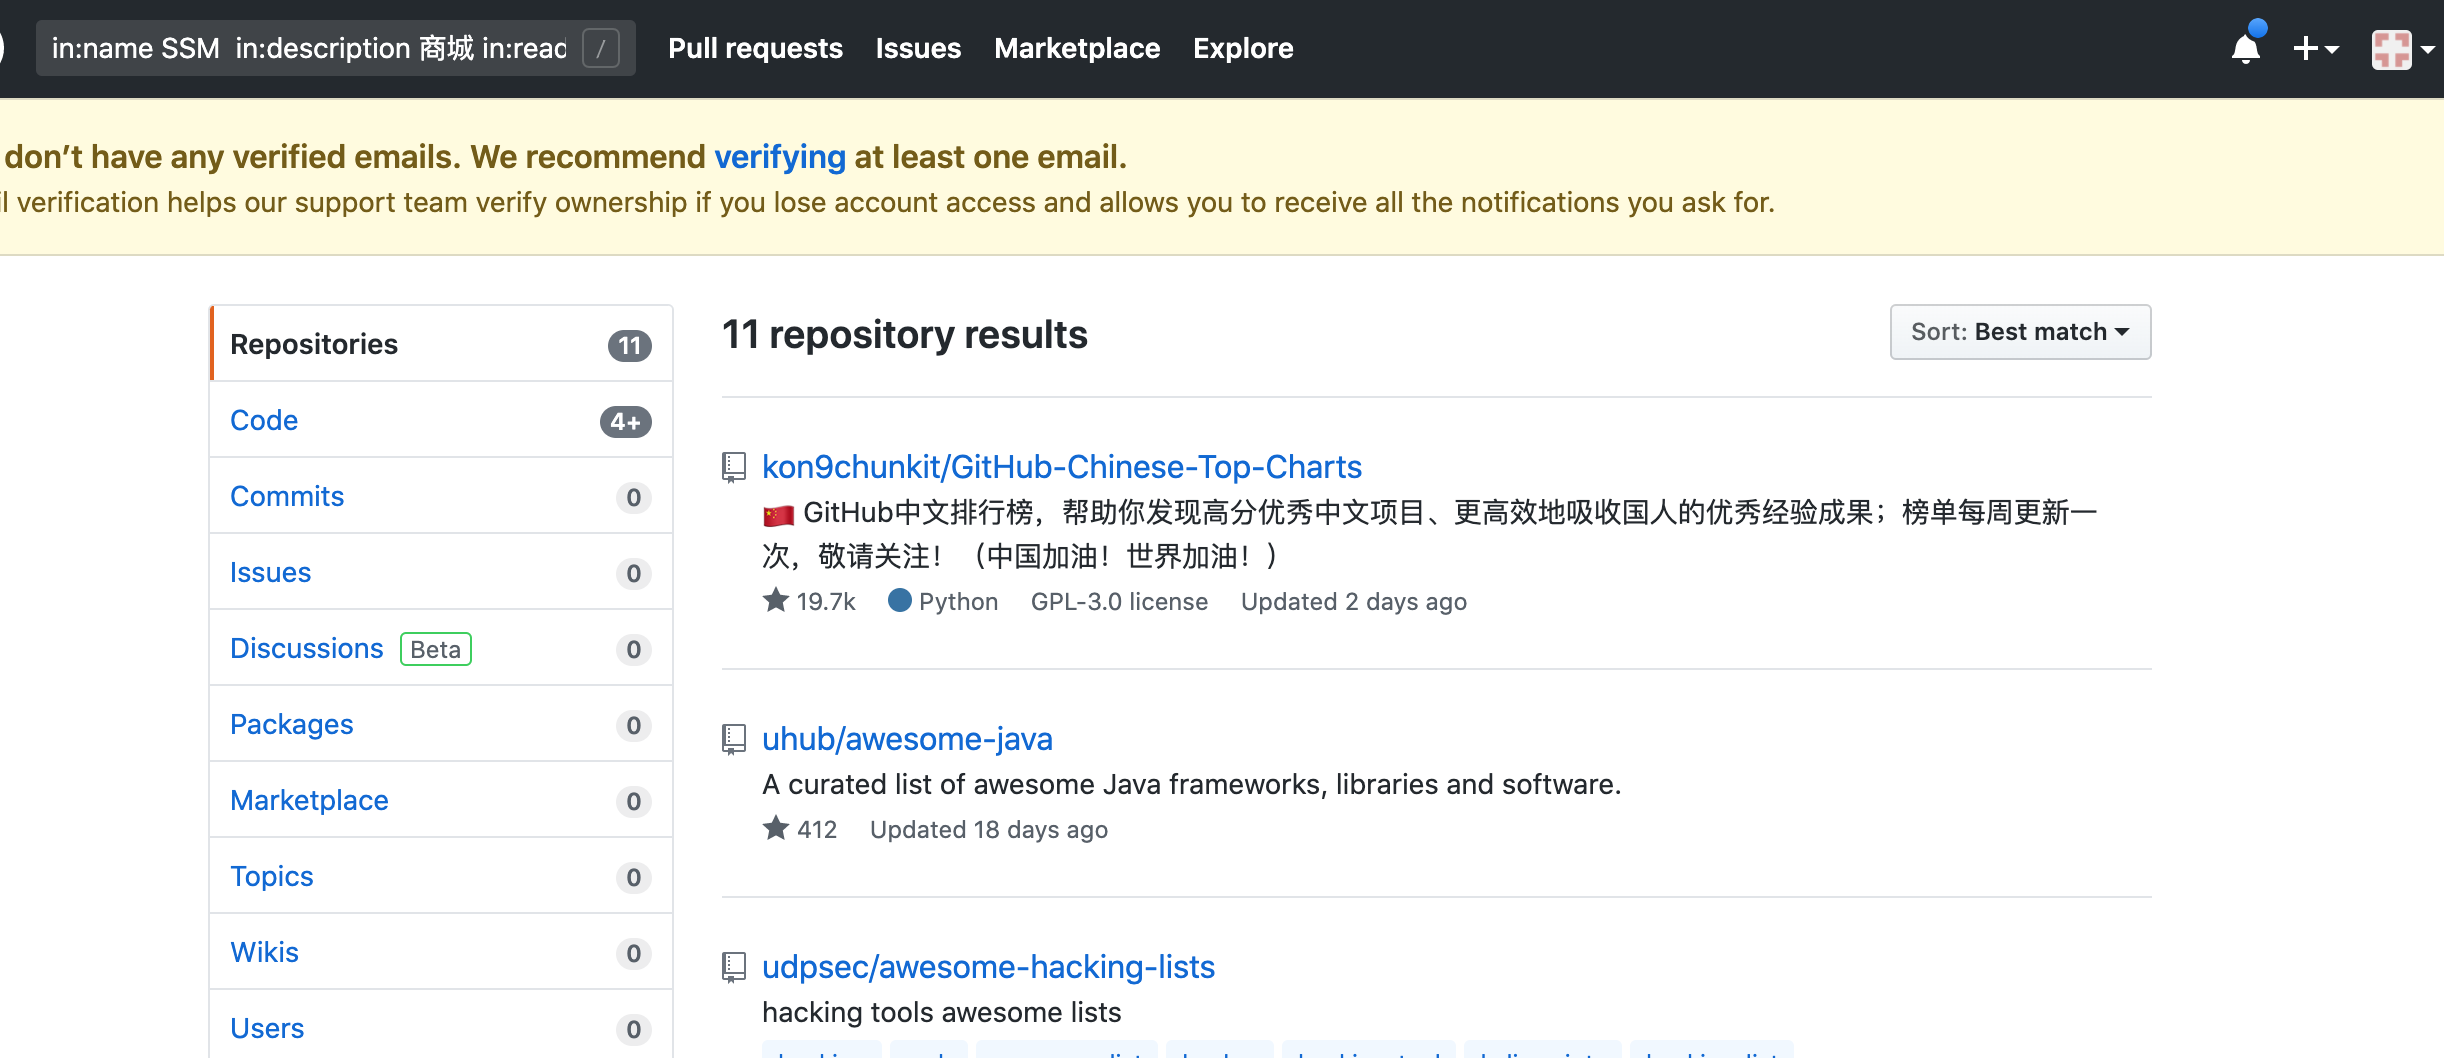 in:name SSM  in:description 商城 in:read /
Pull requests
Issues
Marketplace
Explore
don’t have any verified emails. We recommend verifying at least one email.
verification helps our support team verify ownership if you lose account access and allows you to receive all the notifications you ask for.
Repositories 11
Code 4+
Commits 0
Issues 0
Discussions Beta 0
Packages 0
Marketplace 0
Topics 0
Wikis 0
Users 0
11 repository results
Sort: Best match
kon9chunkit/GitHub-Chinese-Top-Charts
🇨🇳 GitHub中文排行榜，帮助你发现高分优秀中文项目、更高效地吸收国人的优秀经验成果；榜单每周更新一
次，敬请关注！（中国加油！世界加油！）
19.7k Python GPL-3.0 license Updated 2 days ago
uhub/awesome-java
A curated list of awesome Java frameworks, libraries and software.
412 Updated 18 days ago
udpsec/awesome-hacking-lists
hacking tools awesome lists